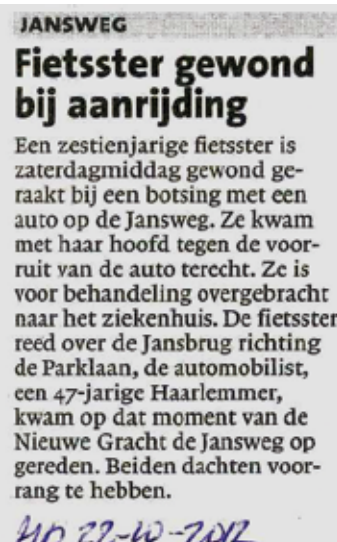 JANSWEG
Fietsster gewond
bij aanrijding
Een zestienjarige fietsster is
zaterdagmiddag gewond ge-
raakt bij een botsing met een
auto op de Jansweg. Ze kwam
met haar hoofd tegen de voor-
ruit van de auto terecht. Ze is
voor behandeling overgebracht
naar het ziekenhuis. De fietsster
reed over de Jansbrug richting
de Parklaan, de automobilist,
een 47-jarige Haarlemmer,
kwam op dat moment van de
Nieuwe Gracht de Jansweg op
gereden. Beiden dachten voor-
rang te hebben.
22-10-2012